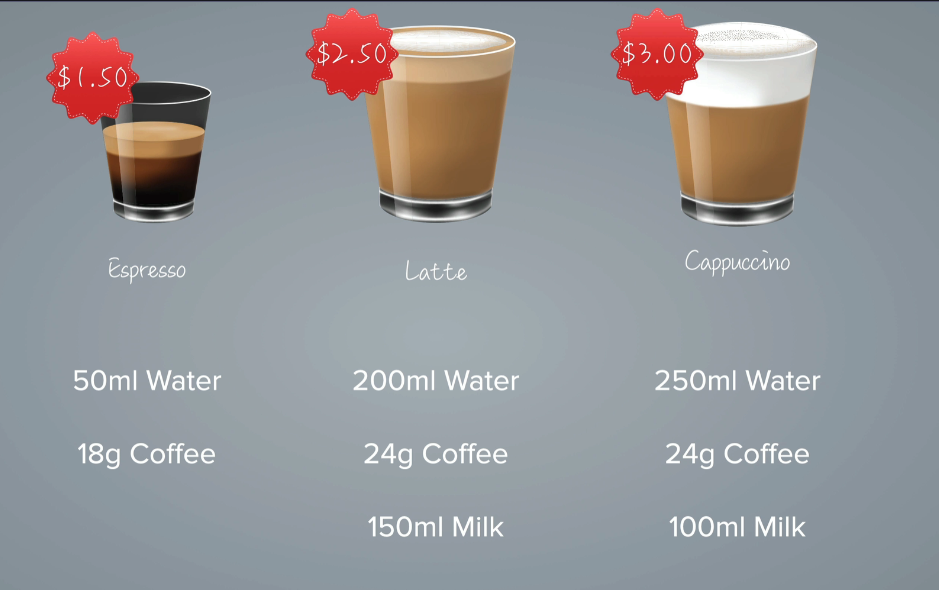 $1.50
$2.50
$3.00
Espresso
Latte
Cappuccino
50ml Water
200ml Water
250ml Water
18g Coffee
24g Coffee
24g Coffee
150ml Milk
100ml Milk